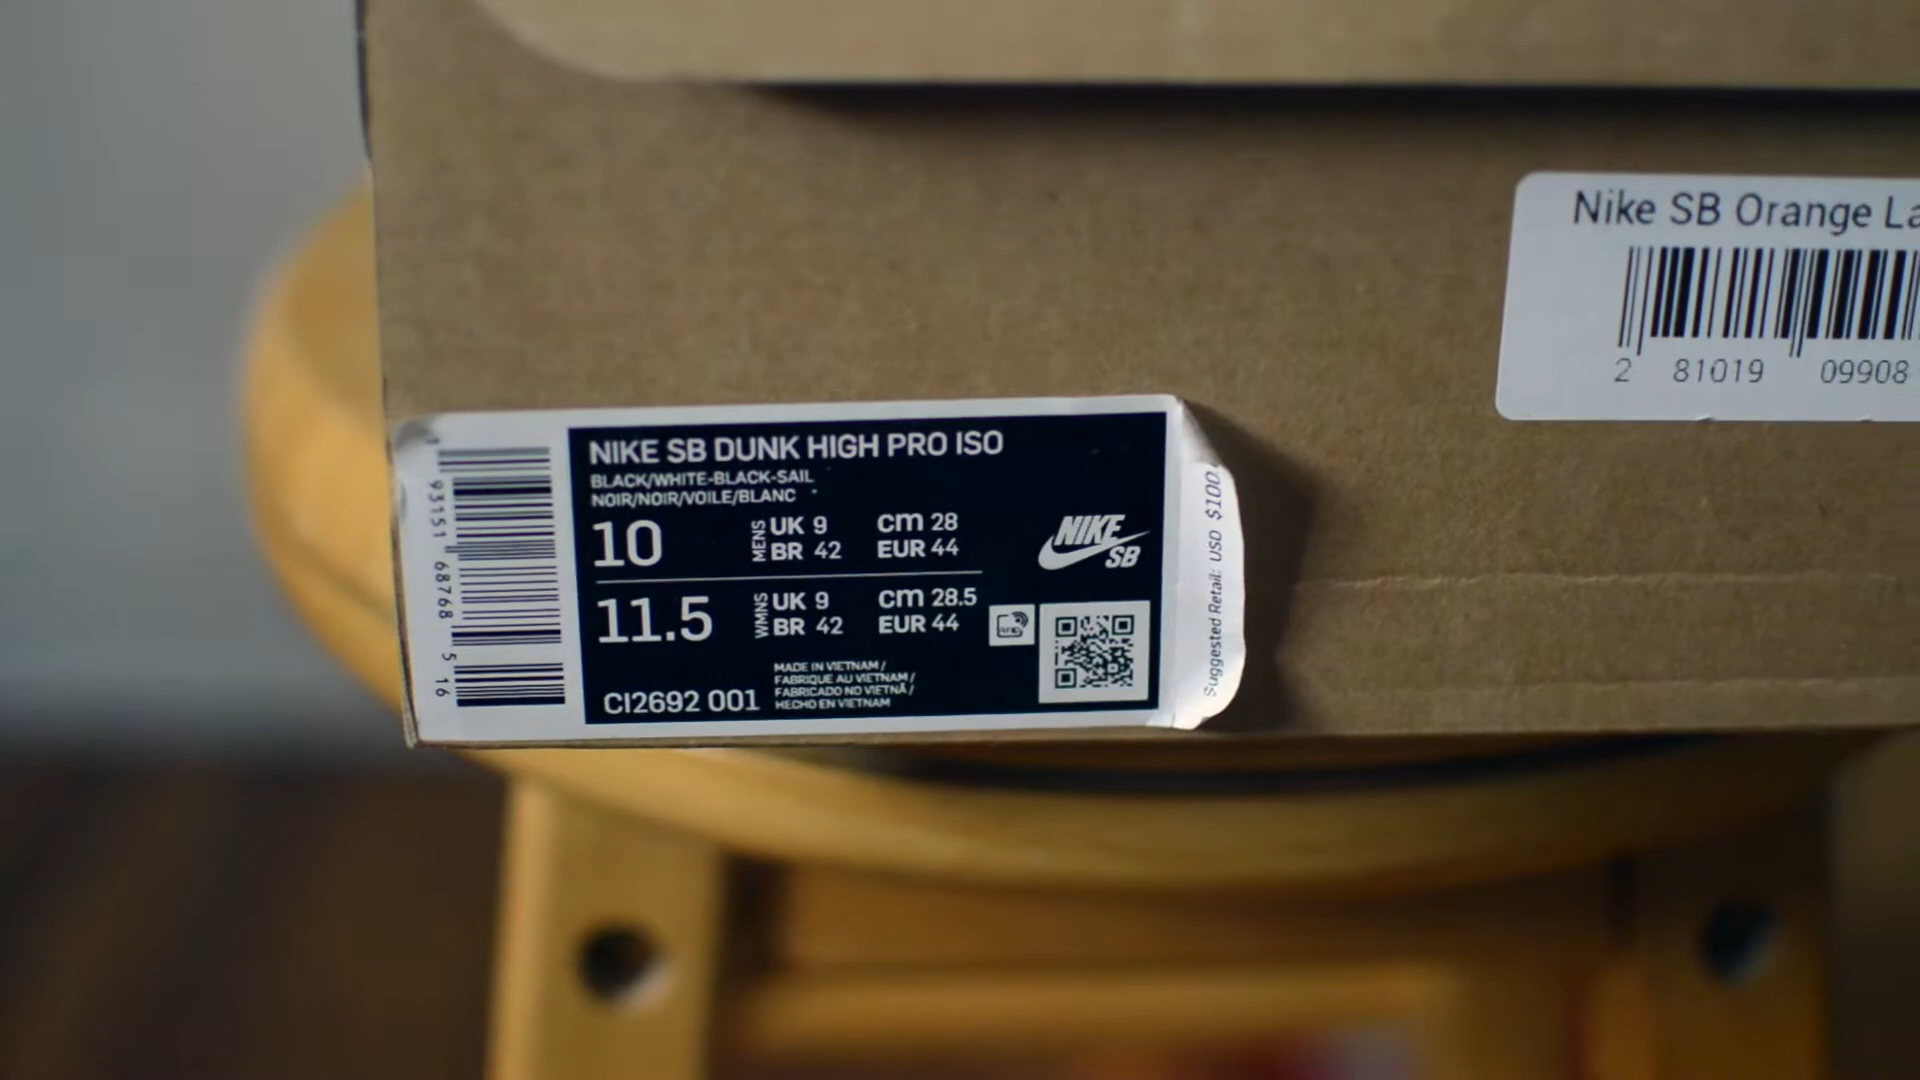 Nike SB Orange La
2 81019 09908
NIKE SB DUNK HIGH PRO ISO
BLACK/WHITE-BLACK-SAIL
NOIR/NOIR/VOILE/BLANC
10 MENS UK 9 cm 28
BR 42 EUR 44
11.5 WMNS UK 9 cm 28.5
BR 42 EUR 44
CI2692 001
MADE IN VIETNAM /
FABRIQUE AU VIETNAM /
FABRICADO NO VIETNÃ /
HECHO EN VIETNAM
NIKE
SB
93151 68768 5 16
Suggested Retail: USD $100